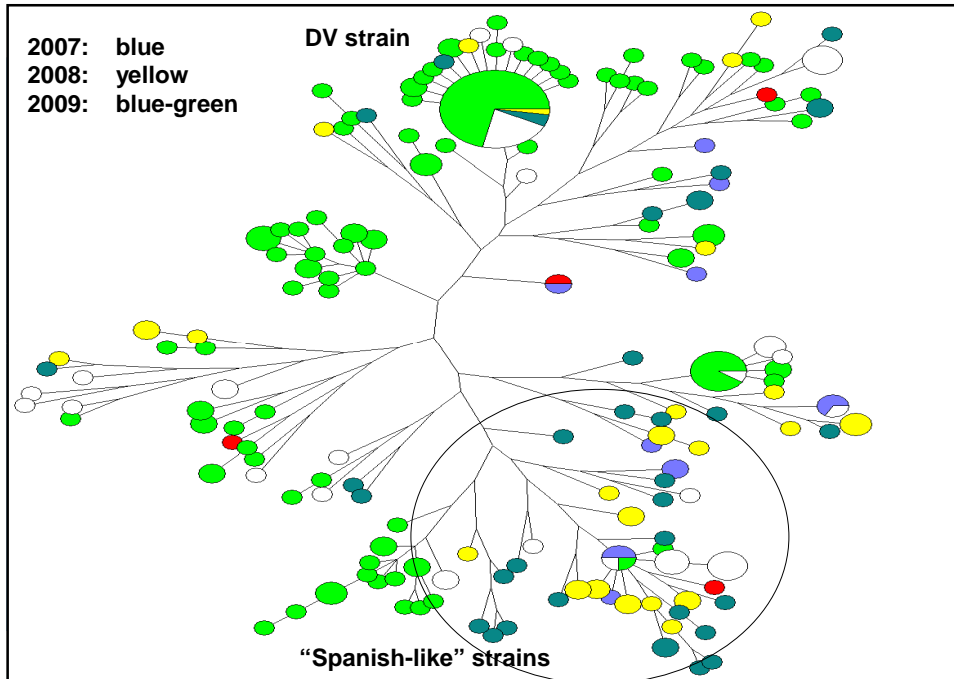 2007: blue
2008: yellow
2009: blue-green
DV strain
“Spanish-like” strains